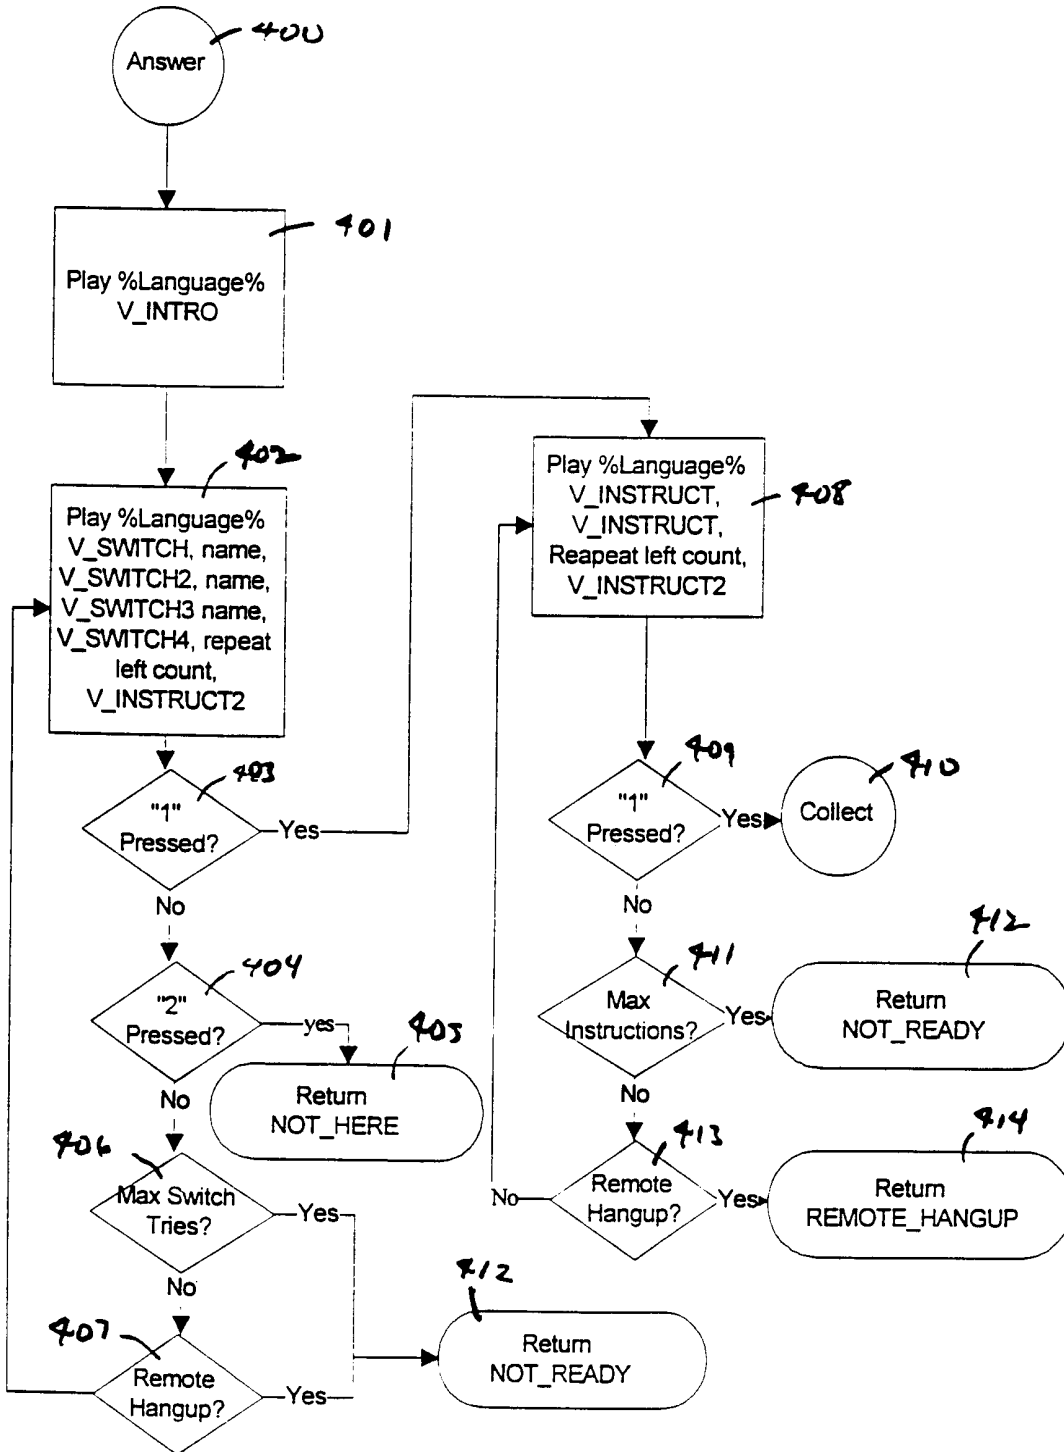 400
Answer
401
Play %Language%
V_INTRO
402
Play %Language%
V_SWITCH, name,
V_SWITCH2, name,
V_SWITCH3 name,
V_SWITCH4, repeat
left count,
V_INSTRUCT2
403
"1"
Pressed?
Yes
No
404
"2"
Pressed?
yes
405
Return
NOT_HERE
No
406
Max Switch
Tries?
Yes
No
407
Remote
Hangup?
Yes
412
Return
NOT_READY
408
Play %Language%
V_INSTRUCT,
V_INSTRUCT,
Reapeat left count,
V_INSTRUCT2
409
"1"
Pressed?
Yes
410
Collect
No
411
Max
Instructions?
Yes
412
Return
NOT_READY
No
413
Remote
Hangup?
No
Yes
414
Return
REMOTE_HANGUP